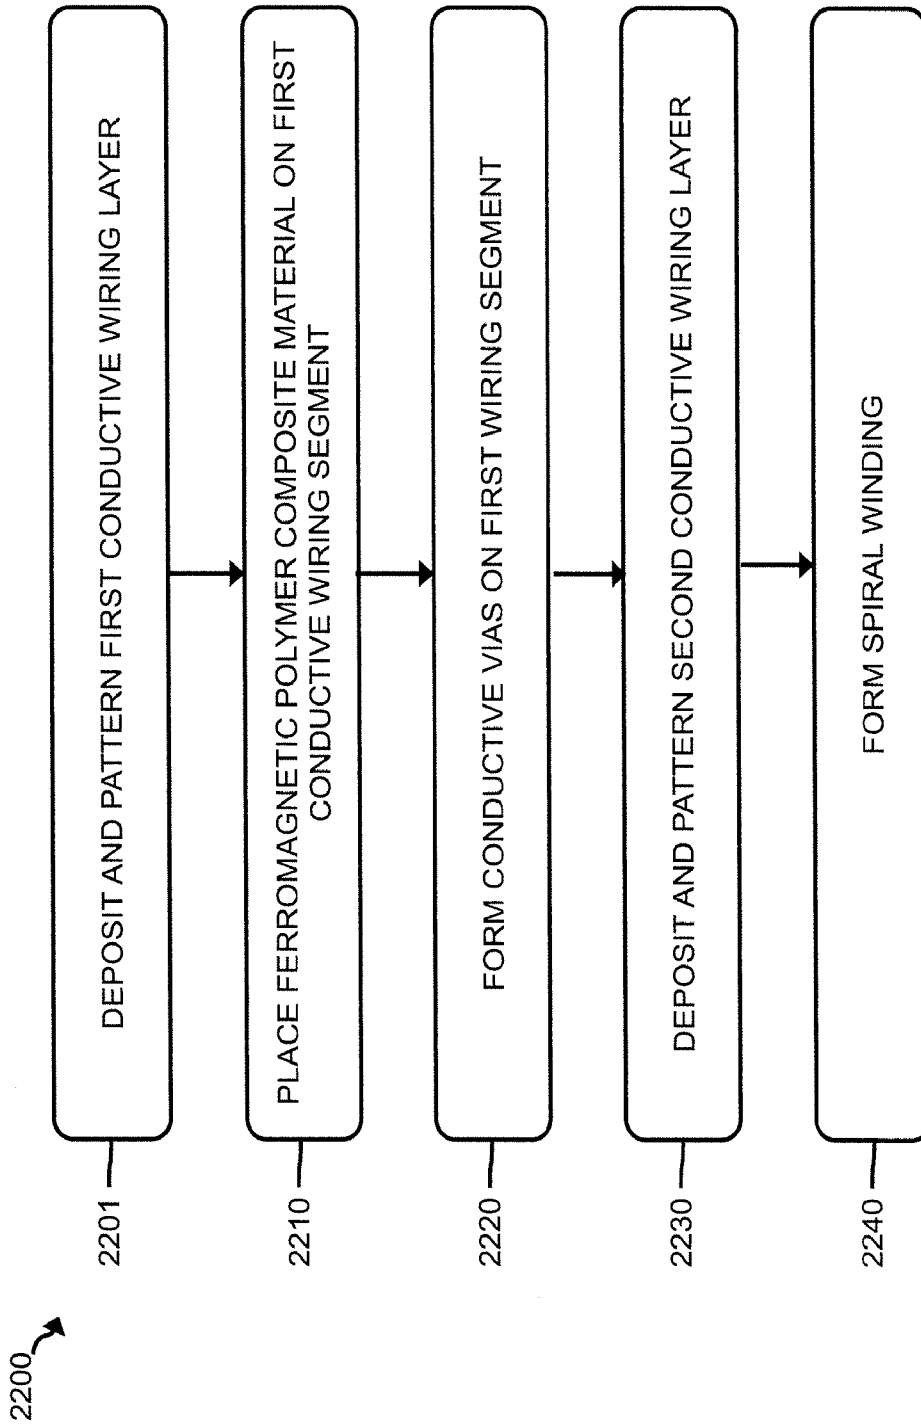 2200
2201
DEPOSIT AND PATTERN FIRST CONDUCTIVE WIRING LAYER
2210
PLACE FERROMAGNETIC POLYMER COMPOSITE MATERIAL ON FIRST
CONDUCTIVE WIRING SEGMENT
2220
FORM CONDUCTIVE VIAS ON FIRST WIRING SEGMENT
2230
DEPOSIT AND PATTERN SECOND CONDUCTIVE WIRING LAYER
2240
FORM SPIRAL WINDING